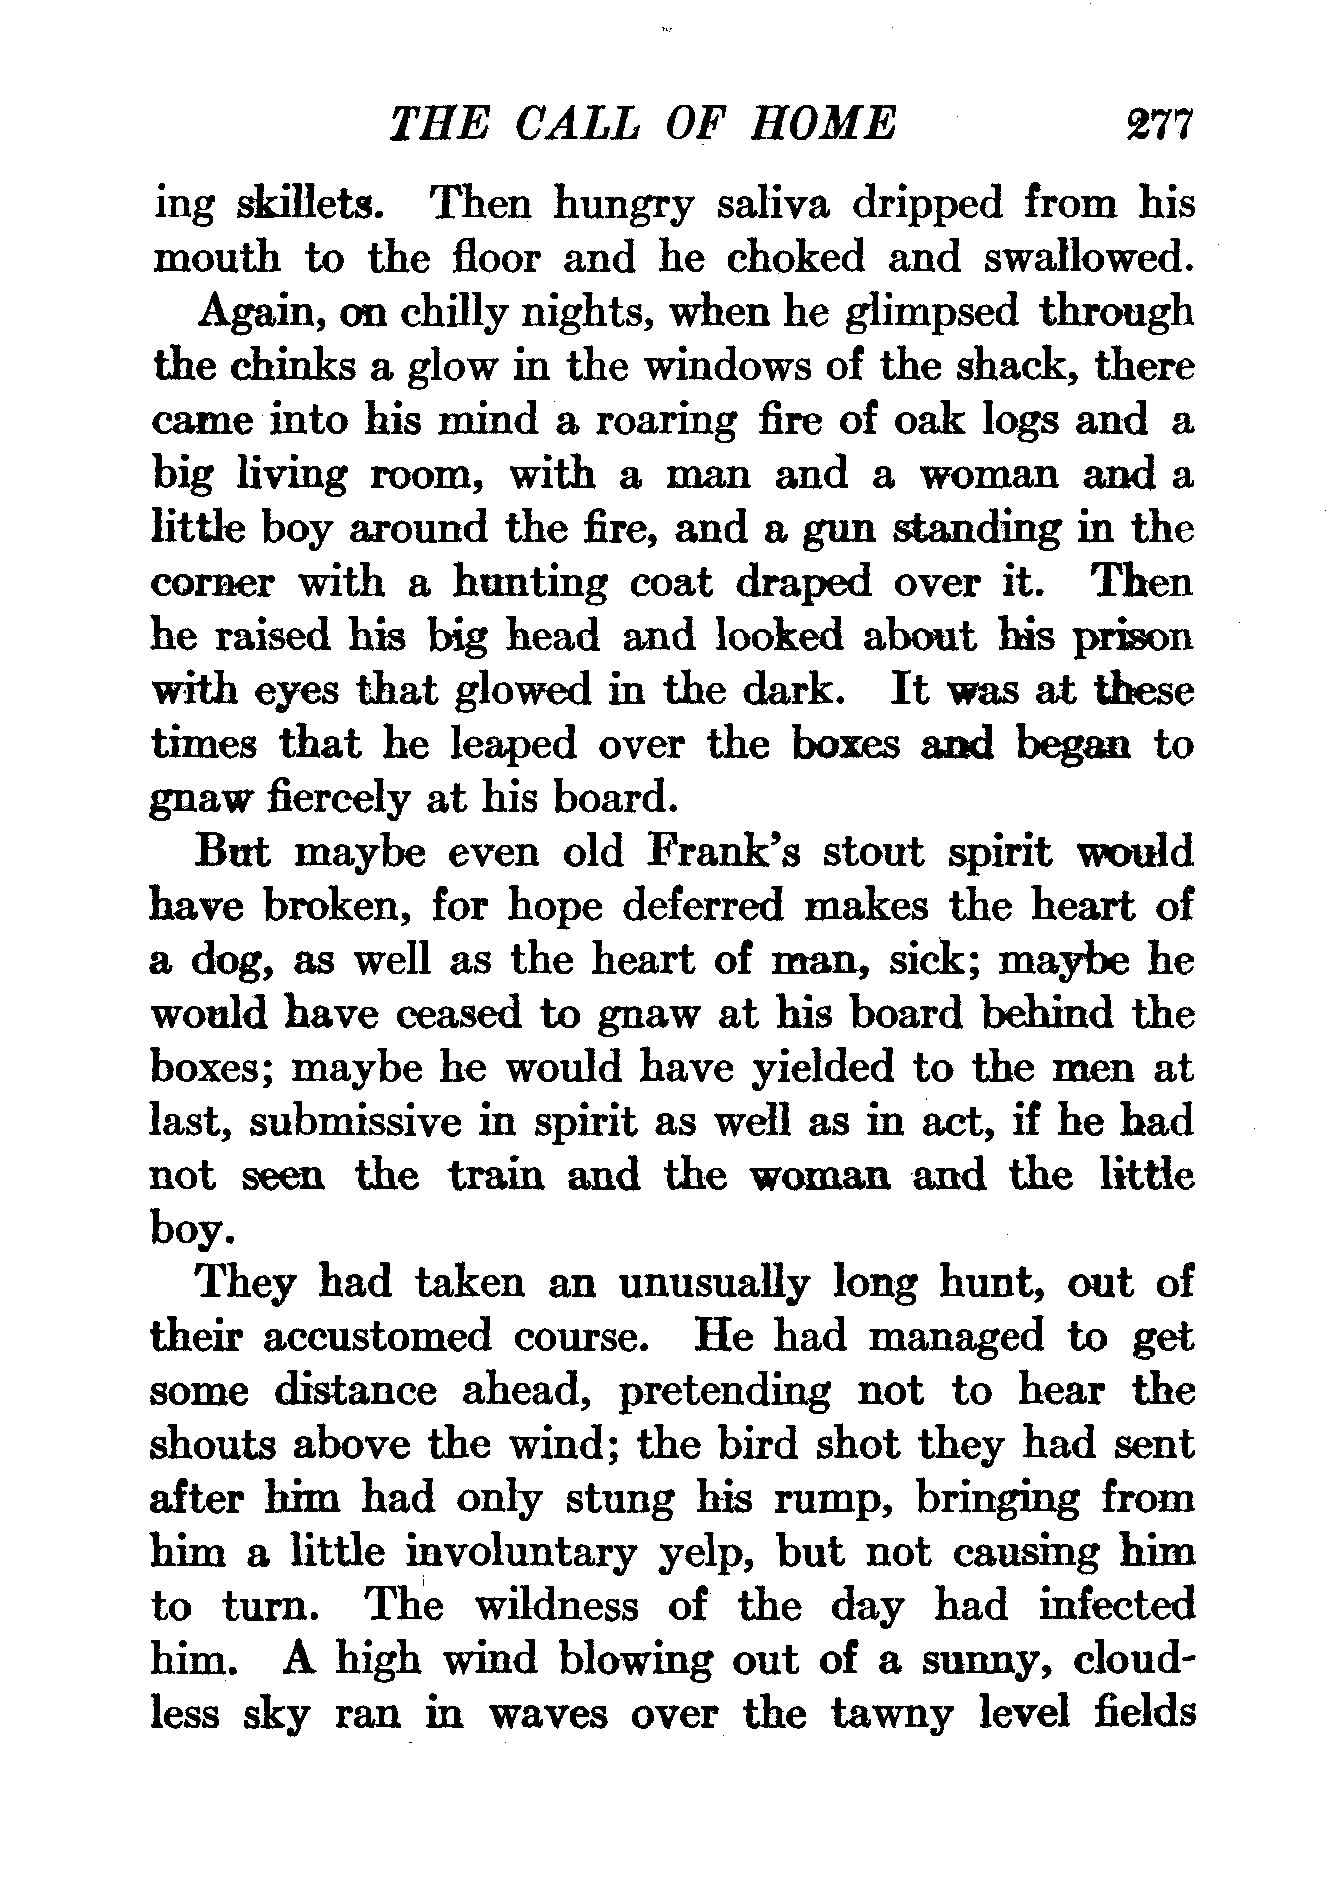 THE CALL OF HOME 277
ing skillets. Then hungry saliva dripped from his
mouth to the floor and he choked and swallowed.
Again, on chilly nights, when he glimpsed through
the chinks a glow in the windows of the shack, there
came into his mind a roaring fire of oak logs and a
big living room, with a man and a woman and a
little boy around the fire, and a gun standing in the
corner with a hunting coat draped over it. Then
he raised his big head and looked about his prison
with eyes that glowed in the dark. It was at these
times that he leaped over the boxes and began to
gnaw fiercely at his board.
But maybe even old Frank's stout spirit would
have broken, for hope deferred makes the heart of
a dog, as well as the heart of man, sick; maybe he
would have ceased to gnaw at his board behind the
boxes; maybe he would have yielded to the men at
last, submissive in spirit as well as in act, if he had
not seen the train and the woman and the little
boy.
They had taken an unusually long hunt, out of
their accustomed course. He had managed to get
some distance ahead, pretending not to hear the
shouts above the wind; the bird shot they had sent
after him had only stung his rump, bringing from
him a little involuntary yelp, but not causing him
to turn. The wildness of the day had infected
him. A high wind blowing out of a sunny, cloud-
less sky ran in waves over the tawny level fields